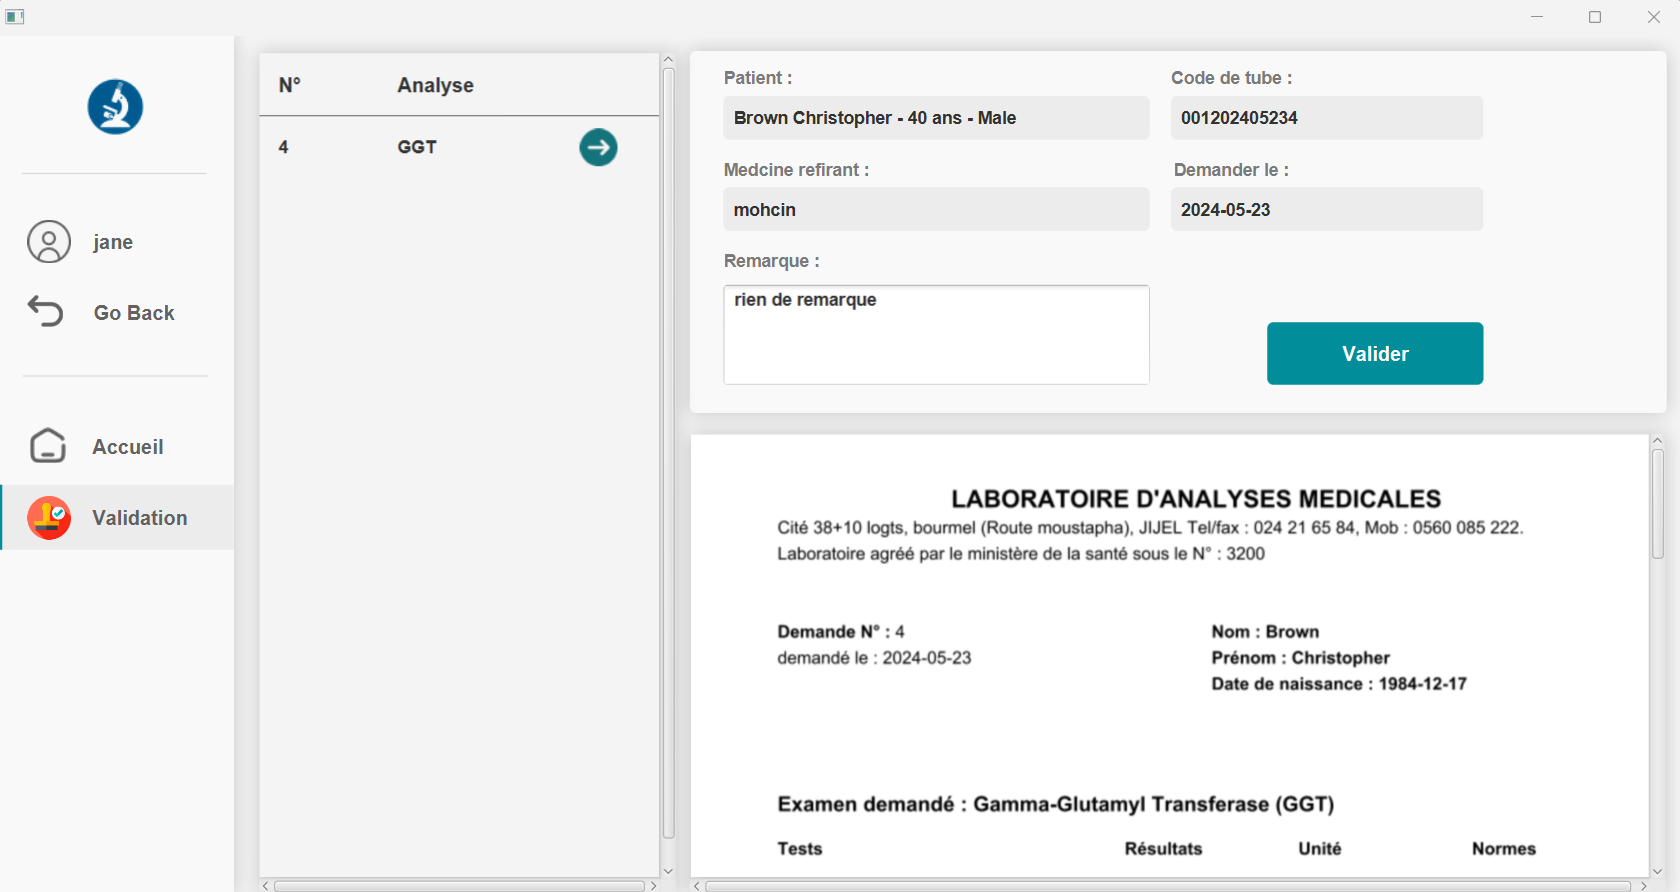 jane
Go Back
Accueil
Validation
N° Analyse
4 GGT
Patient :
Brown Christopher - 40 ans - Male
Code de tube :
001202405234
Medcine refirant :
mohcin
Demander le :
2024-05-23
Remarque :
rien de remarque
Valider
LABORATOIRE D'ANALYSES MEDICALES
Cité 38+10 logts, bourmel (Route moustapha), JIJEL Tel/fax : 024 21 65 84, Mob : 0560 085 222.
Laboratoire agréé par le ministère de la santé sous le N° : 3200
Demande N° : 4
demandé le : 2024-05-23
Nom : Brown
Prénom : Christopher
Date de naissance : 1984-12-17
Examen demandé : Gamma-Glutamyl Transferase (GGT)
Tests Résultats Unité Normes